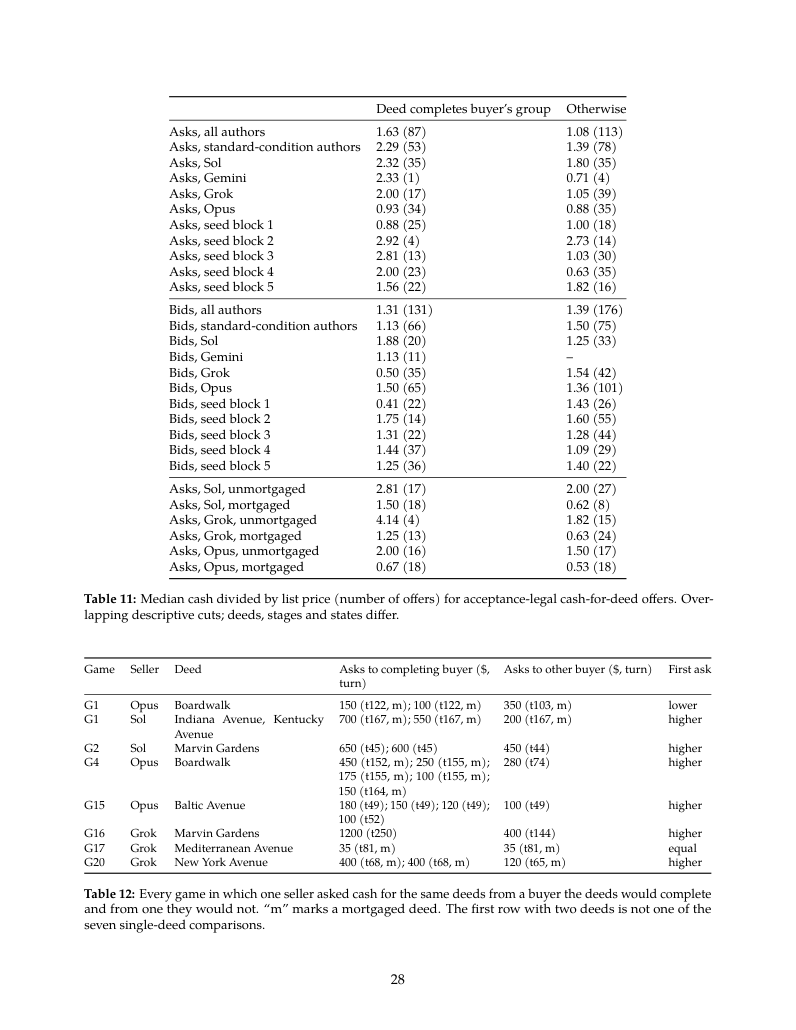 Deed completes buyer's group Otherwise
Asks, all authors 1.63 (87) 1.08 (113)
Asks, standard-condition authors 2.29 (53) 1.39 (78)
Asks, Sol 2.32 (35) 1.80 (35)
Asks, Gemini 2.33 (1) 0.71 (4)
Asks, Grok 2.00 (17) 1.05 (39)
Asks, Opus 0.93 (34) 0.88 (35)
Asks, seed block 1 0.88 (25) 1.00 (18)
Asks, seed block 2 2.92 (4) 2.73 (14)
Asks, seed block 3 2.81 (13) 1.03 (30)
Asks, seed block 4 2.00 (23) 0.63 (35)
Asks, seed block 5 1.56 (22) 1.82 (16)
Bids, all authors 1.31 (131) 1.39 (176)
Bids, standard-condition authors 1.13 (66) 1.50 (75)
Bids, Sol 1.88 (20) 1.25 (33)
Bids, Gemini 1.13 (11) –
Bids, Grok 0.50 (35) 1.54 (42)
Bids, Opus 1.50 (65) 1.36 (101)
Bids, seed block 1 0.41 (22) 1.43 (26)
Bids, seed block 2 1.75 (14) 1.60 (55)
Bids, seed block 3 1.31 (22) 1.28 (44)
Bids, seed block 4 1.44 (37) 1.09 (29)
Bids, seed block 5 1.25 (36) 1.40 (22)
Asks, Sol, unmortgaged 2.81 (17) 2.00 (27)
Asks, Sol, mortgaged 1.50 (18) 0.62 (8)
Asks, Grok, unmortgaged 4.14 (4) 1.82 (15)
Asks, Grok, mortgaged 1.25 (13) 0.63 (24)
Asks, Opus, unmortgaged 2.00 (16) 1.50 (17)
Asks, Opus, mortgaged 0.67 (18) 0.53 (18)
Table 11: Median cash divided by list price (number of offers) for acceptance-legal cash-for-deed offers. Over-
lapping descriptive cuts; deeds, stages and states differ.
Game Seller Deed Asks to completing buyer ($, Asks to other buyer ($, turn) First ask
turn)
G1 Opus Boardwalk 150 (t122, m); 100 (t122, m) 350 (t103, m) lower
G1 Sol Indiana Avenue, Kentucky 700 (t167, m); 550 (t167, m) 200 (t167, m) higher
Avenue
G2 Sol Marvin Gardens 650 (t45); 600 (t45) 450 (t44) higher
G4 Opus Boardwalk 450 (t152, m); 250 (t155, m); 280 (t74) higher
175 (t155, m); 100 (t155, m);
150 (t164, m)
G15 Opus Baltic Avenue 180 (t49); 150 (t49); 120 (t49); 100 (t49) higher
100 (t52)
G16 Grok Marvin Gardens 1200 (t250) 400 (t144) higher
G17 Grok Mediterranean Avenue 35 (t81, m) 35 (t81, m) equal
G20 Grok New York Avenue 400 (t68, m); 400 (t68, m) 120 (t65, m) higher
Table 12: Every game in which one seller asked cash for the same deeds from a buyer the deeds would complete
and from one they would not. "m" marks a mortgaged deed. The first row with two deeds is not one of the
seven single-deed comparisons.
28